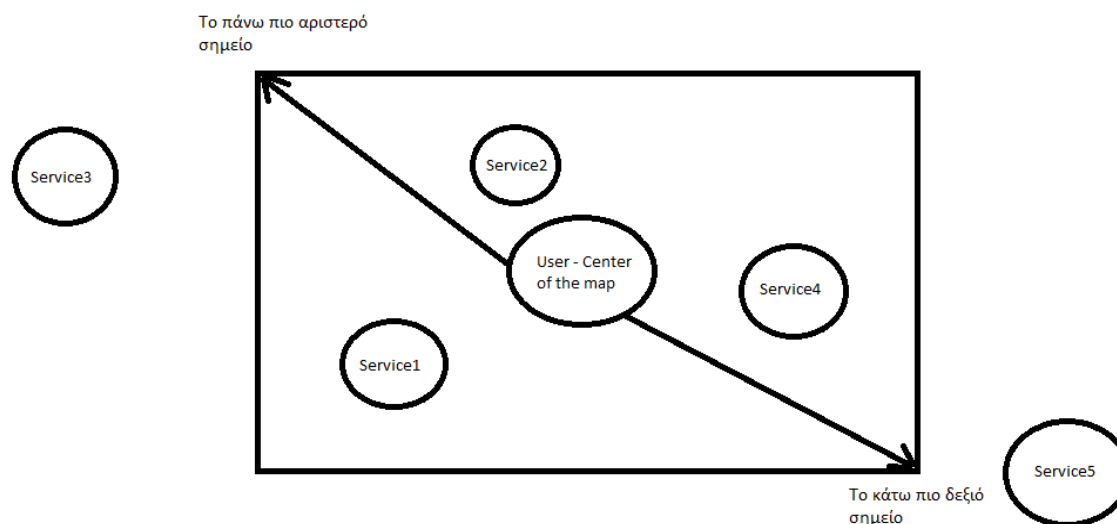 Το πάνω πιο αριστερό
σημείο
Service3
Service2
User - Center
of the map
Service4
Service1
Service5
Το κάτω πιο δεξιό
σημείο